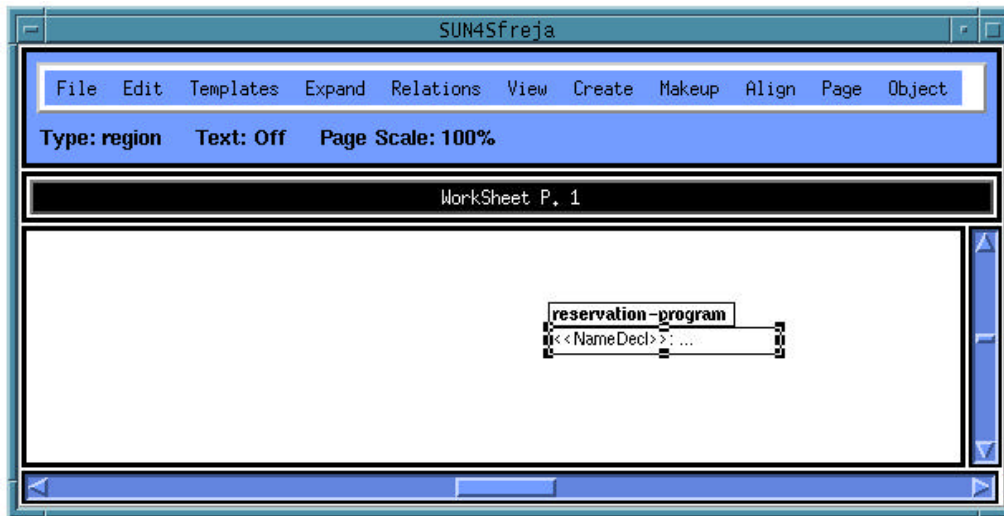 SUN4Sfreja
File Edit Templates Expand Relations View Create Makeup Align Page Object
Type: region Text: Off Page Scale: 100%
WorkSheet P. 1
reservation-program
<<NameDecl>>: ...